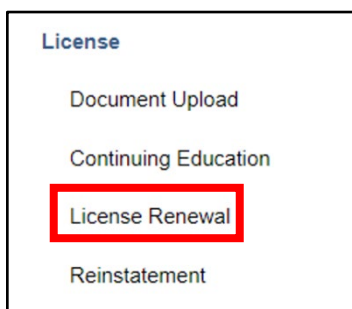 License
Document Upload
Continuing Education
License Renewal
Reinstatement